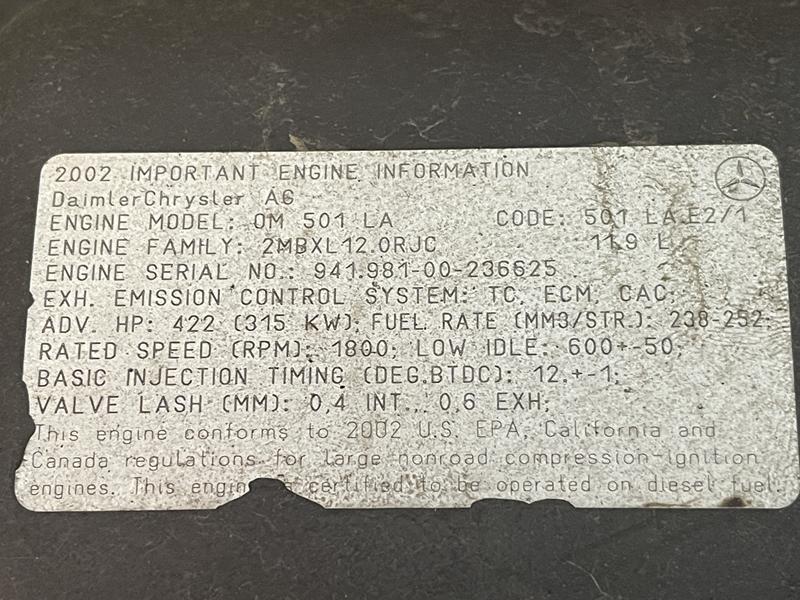 2002 IMPORTANT ENGINE INFORMATION
DaimlerChrysler AG
ENGINE MODEL: OM 501 LA CODE: 501 LA.E2/1
ENGINE FAMILY: 2MBXL12.0RJC 11.9 L
ENGINE SERIAL NO.: 941.981-00-236625
EXH. EMISSION CONTROL SYSTEM: TC, ECM, CAC;
ADV. HP: 422 (315 KW); FUEL RATE (MM3/STR.): 238-252;
RATED SPEED (RPM): 1800; LOW IDLE: 600+-50;
BASIC INJECTION TIMING (DEG.BTDC): 12.+-1;
VALVE LASH (MM): 0,4 INT.. 0,6 EXH;
This engine conforms to 2002 U.S. EPA, California and
Canada regulations for large nonroad compression-ignition
engines. This engine certified to be operated on diesel fuel.